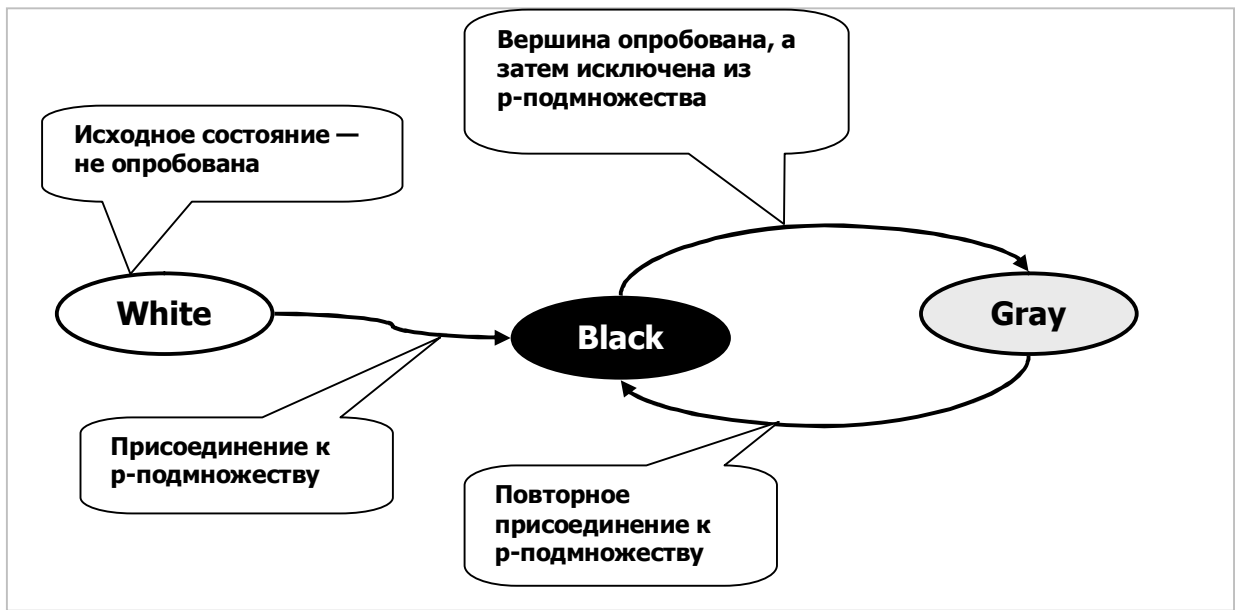 Вершина опробована, а
затем исключена из
р-подмножества
Исходное состояние —
не опробована
White
Black
Gray
Присоединение к
р-подмножеству
Повторное
присоединение к
р-подмножеству